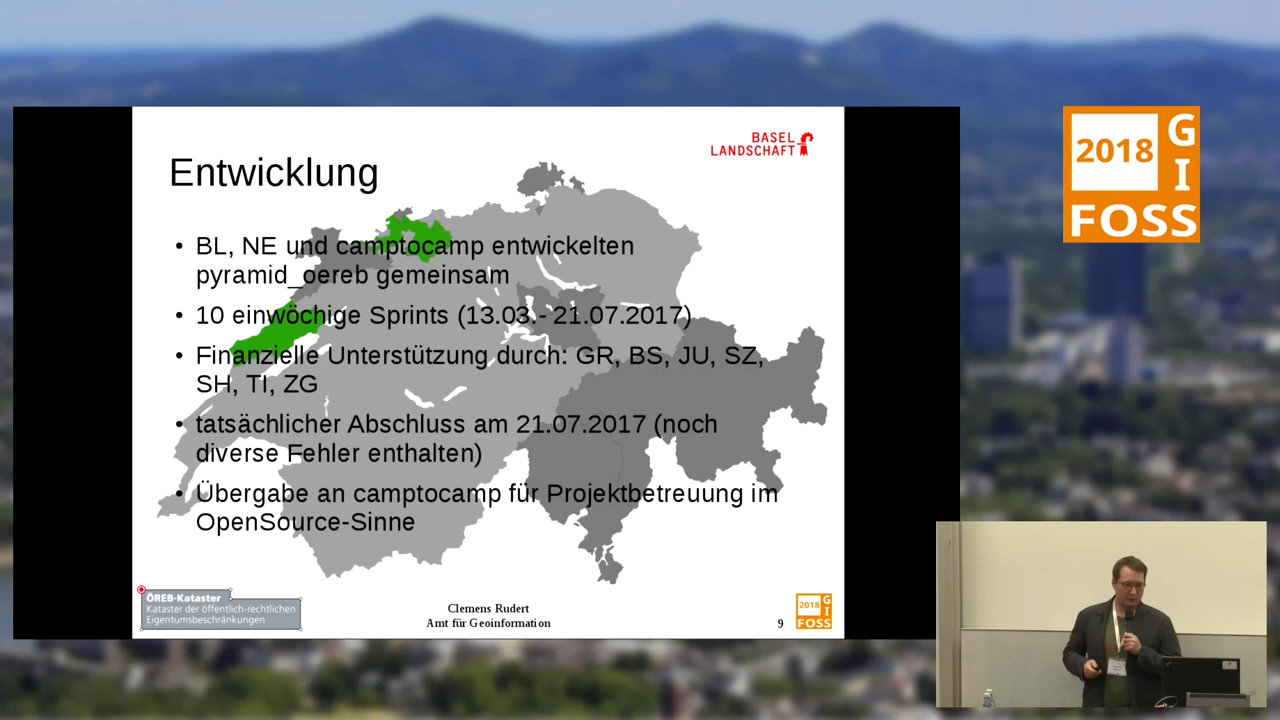 BASEL
LANDSCHAFT
Entwicklung
• BL, NE und camptocamp entwickelten
pyramid_oereb gemeinsam
• 10 einwöchige Sprints (13.03.- 21.07.2017)
• Finanzielle Unterstützung durch: GR, BS, JU, SZ,
SH, TI, ZG
• tatsächlicher Abschluss am 21.07.2017 (noch
diverse Fehler enthalten)
• Übergabe an camptocamp für Projektbetreuung im
OpenSource-Sinne
ÖREB-Kataster
Kataster der öffentlich-rechtlichen
Eigentumsbeschränkungen
Clemens Rudert
Amt für Geoinformation
9
2018 G
I
FOSS
2018 G
I
FOSS